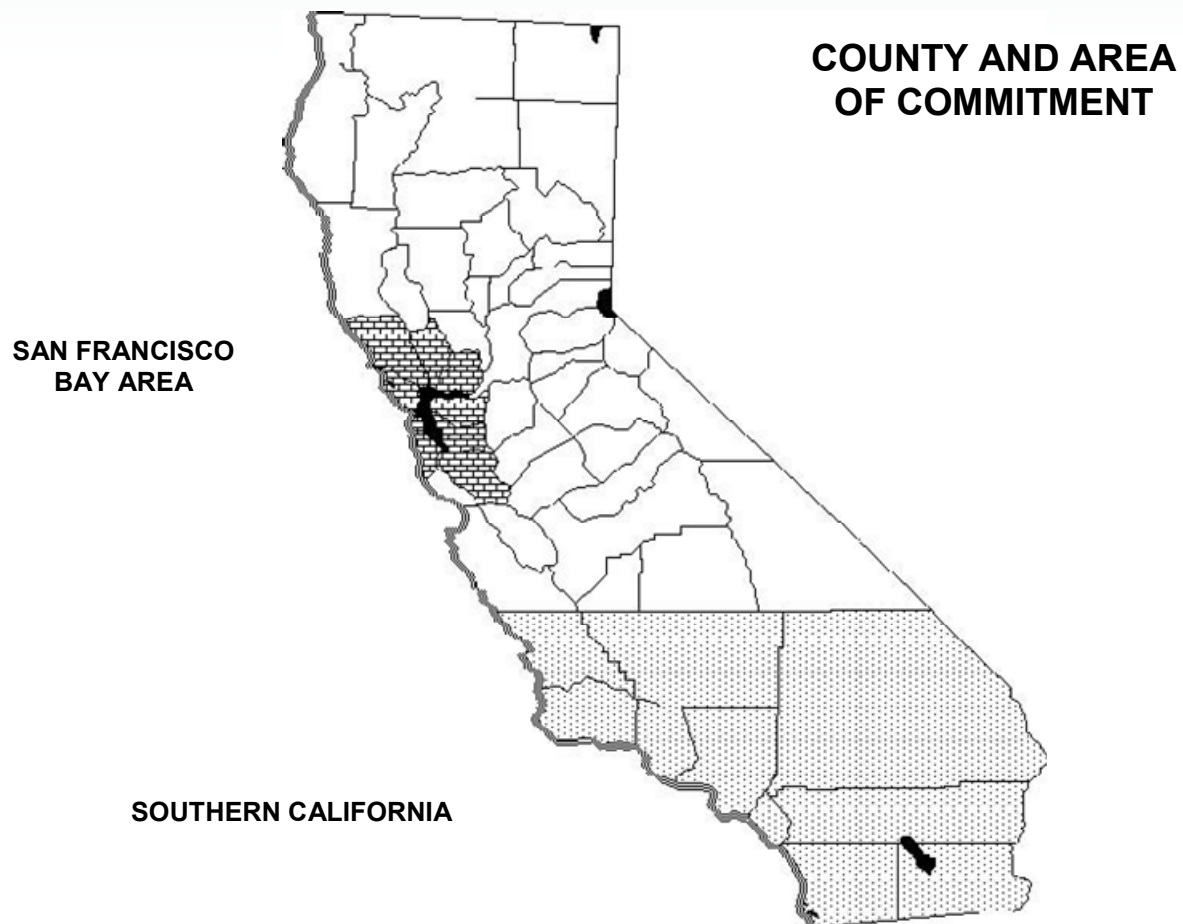 COUNTY AND AREA
OF COMMITMENT
SAN FRANCISCO
BAY AREA
SOUTHERN CALIFORNIA